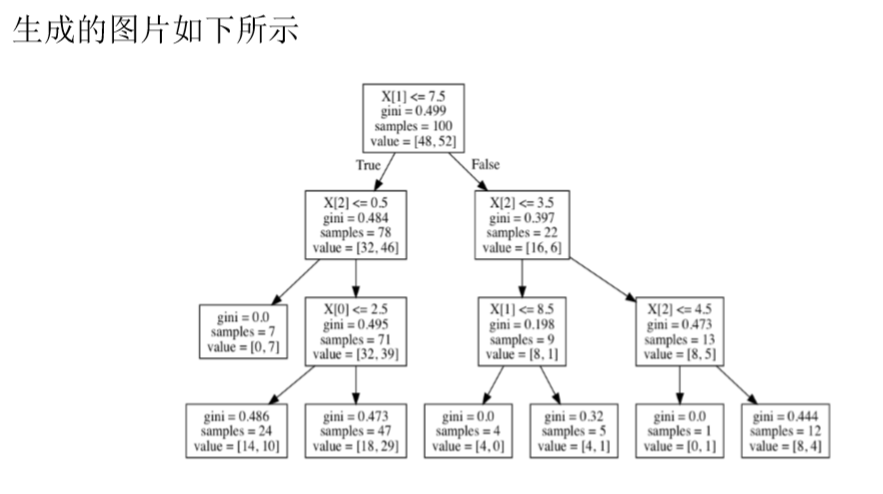 生成的图片如下所示
X[1] <= 7.5
gini = 0.499
samples = 100
value = [48, 52]
True
False
X[2] <= 0.5
gini = 0.484
samples = 78
value = [32, 46]
X[2] <= 3.5
gini = 0.397
samples = 22
value = [16, 6]
gini = 0.0
samples = 7
value = [0, 7]
X[0] <= 2.5
gini = 0.495
samples = 71
value = [32, 39]
X[1] <= 8.5
gini = 0.198
samples = 9
value = [8, 1]
X[2] <= 4.5
gini = 0.473
samples = 13
value = [8, 5]
gini = 0.486
samples = 24
value = [14, 10]
gini = 0.473
samples = 47
value = [18, 29]
gini = 0.0
samples = 4
value = [4, 0]
gini = 0.32
samples = 5
value = [4, 1]
gini = 0.0
samples = 1
value = [0, 1]
gini = 0.444
samples = 12
value = [8, 4]